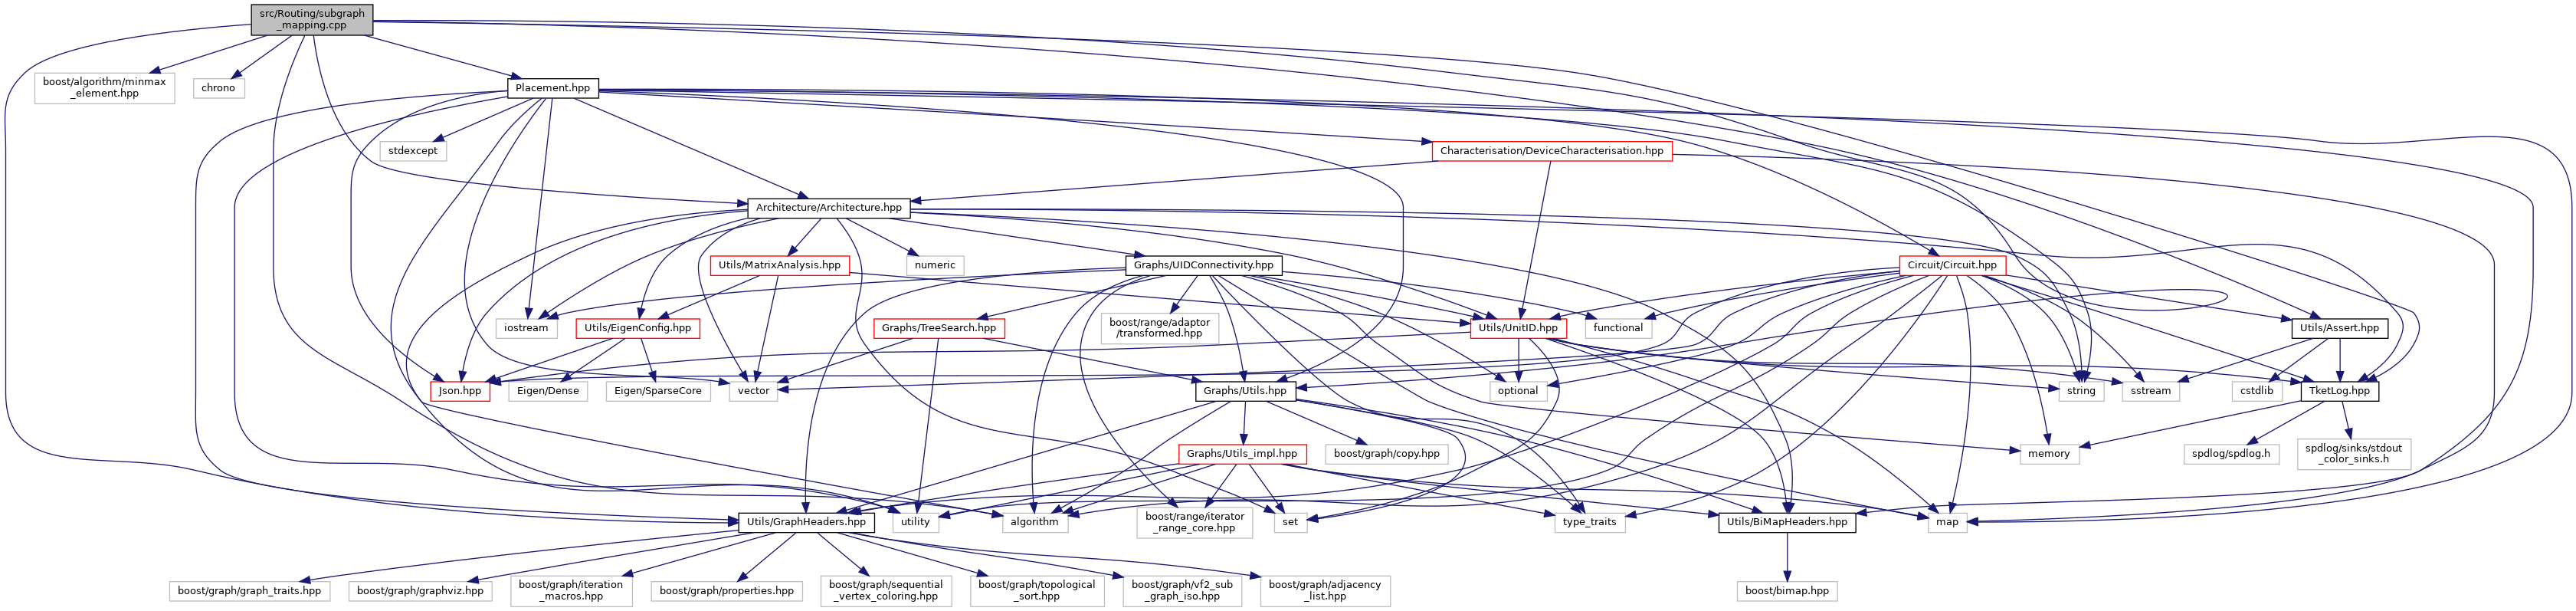 src/Routing/subgraph
_mapping.cpp
boost/algorithm/minmax
_element.hpp
chrono
Placement.hpp
stdexcept
Characterisation/DeviceCharacterisation.hpp
Architecture/Architecture.hpp
Utils/MatrixAnalysis.hpp
numeric
Graphs/UIDConnectivity.hpp
Circuit/Circuit.hpp
iostream
Utils/EigenConfig.hpp
Graphs/TreeSearch.hpp
boost/range/adaptor
/transformed.hpp
Utils/UnitID.hpp
functional
Utils/Assert.hpp
Json.hpp
Eigen/Dense
Eigen/SparseCore
vector
Graphs/Utils.hpp
optional
string
sstream
cstdlib
TketLog.hpp
Graphs/Utils_impl.hpp
boost/graph/copy.hpp
memory
spdlog/spdlog.h
spdlog/sinks/stdout
_color_sinks.h
Utils/GraphHeaders.hpp
utility
algorithm
boost/range/iterator
_range_core.hpp
set
type_traits
Utils/BiMapHeaders.hpp
map
boost/graph/graph_traits.hpp
boost/graph/graphviz.hpp
boost/graph/iteration
_macros.hpp
boost/graph/properties.hpp
boost/graph/sequential
_vertex_coloring.hpp
boost/graph/topological
_sort.hpp
boost/graph/vf2_sub
_graph_iso.hpp
boost/graph/adjacency
_list.hpp
boost/bimap.hpp